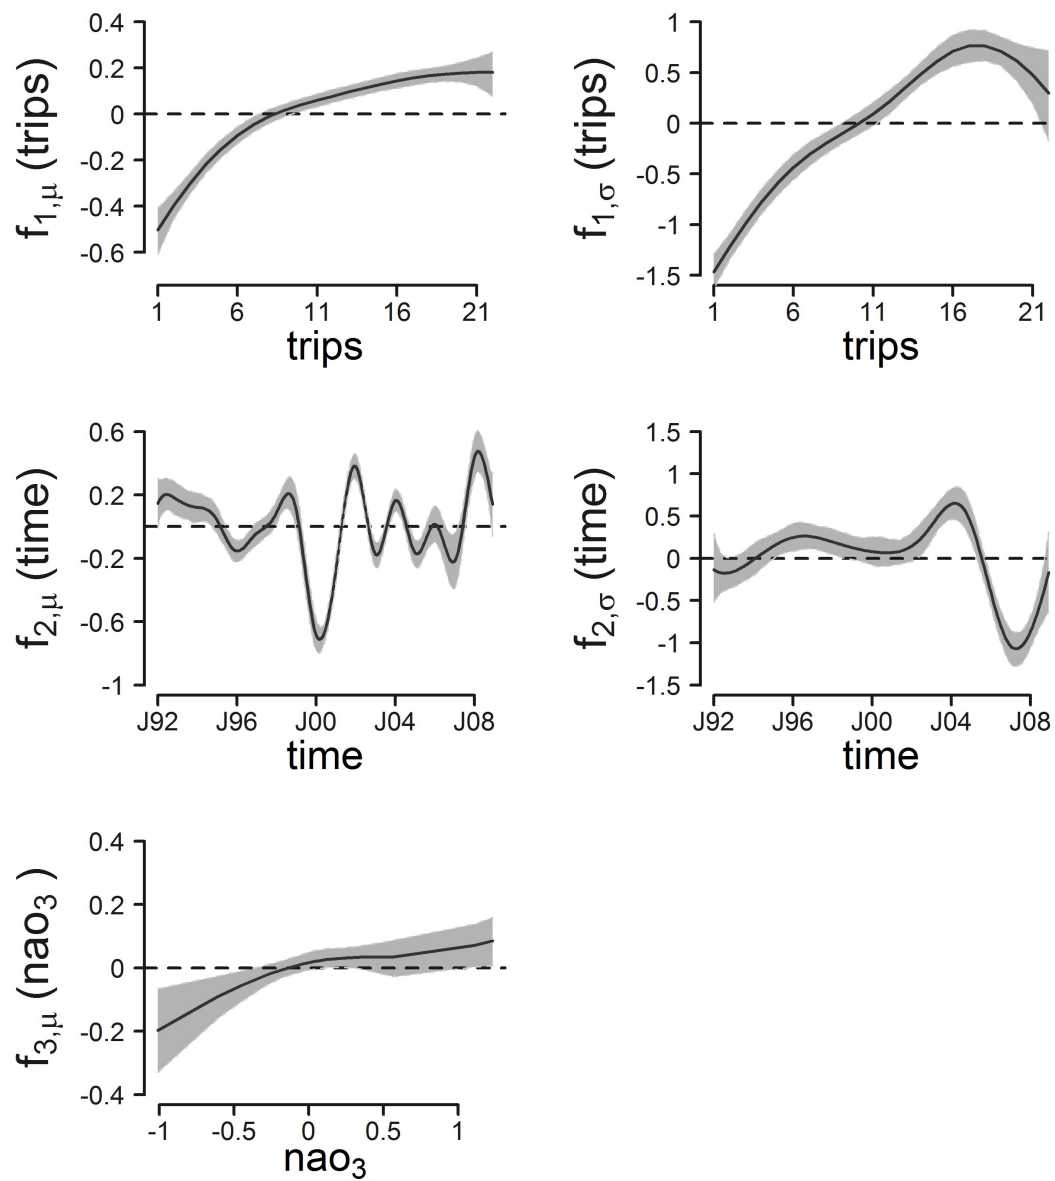 f1,μ (trips)
0.4
0.2
0
-0.2
-0.4
-0.6
1 6 11 16 21
trips
f1,σ (trips)
1
0.5
0
-0.5
-1
-1.5
1 6 11 16 21
trips
f2,μ (time)
0.6
0.2
-0.2
-0.6
-1
J92 J96 J00 J04 J08
time
f2,σ (time)
1.5
1
0.5
0
-0.5
-1
-1.5
J92 J96 J00 J04 J08
time
f3,μ (nao3 )
0.4
0.2
0
-0.2
-0.4
-1 -0.5 0 0.5 1
nao3